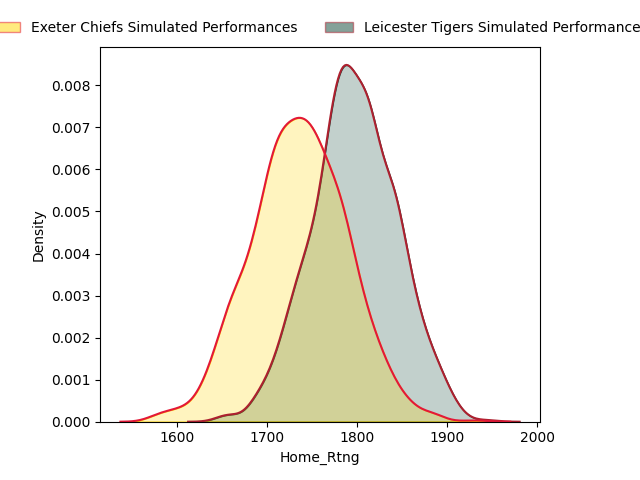 Exeter Chiefs Simulated Performances Leicester Tigers Simulated Performance
0.008
0.007
0.006
0.005
0.004
0.003
0.002
0.001
0.000
Density
1600 1700 1800 1900 2000
Home_Rtng